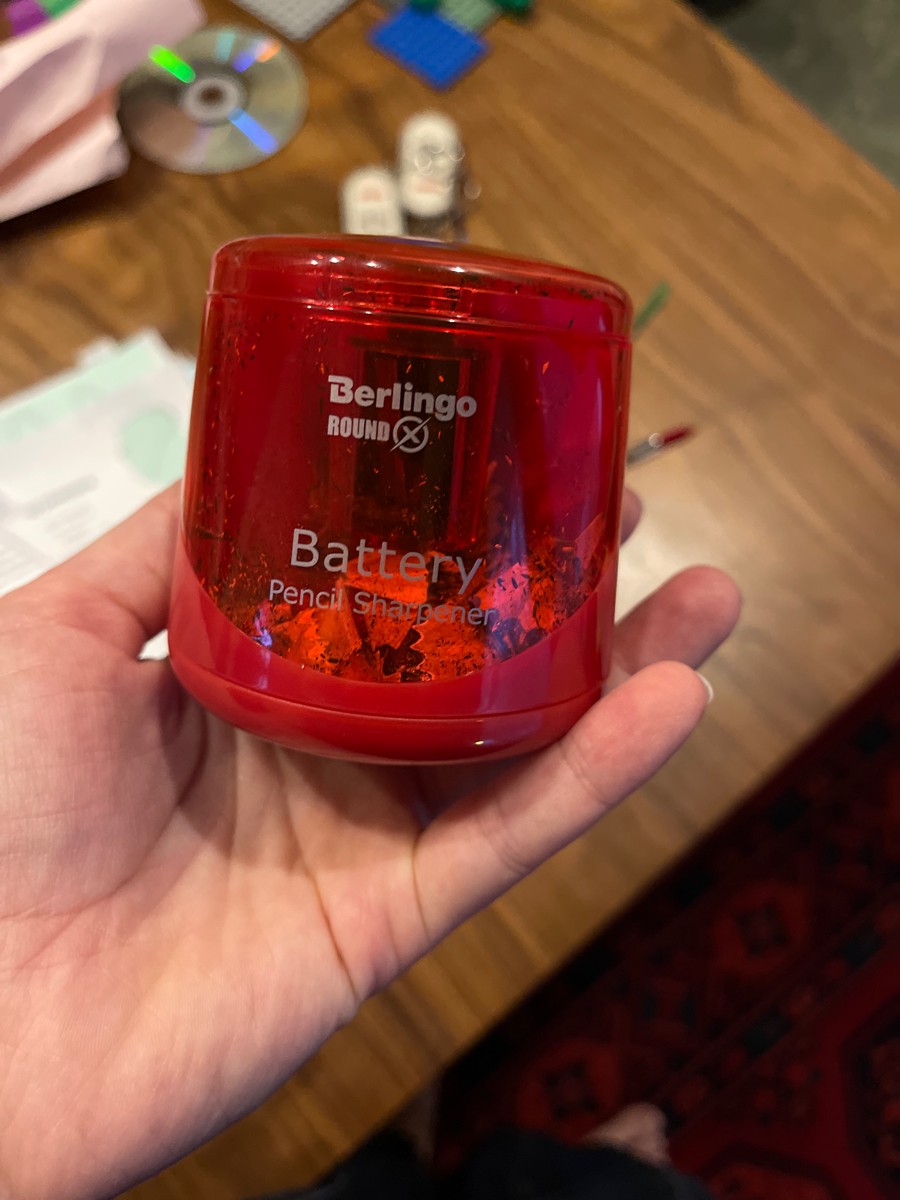 Berlingo
ROUND
Battery
Pencil Sharpener